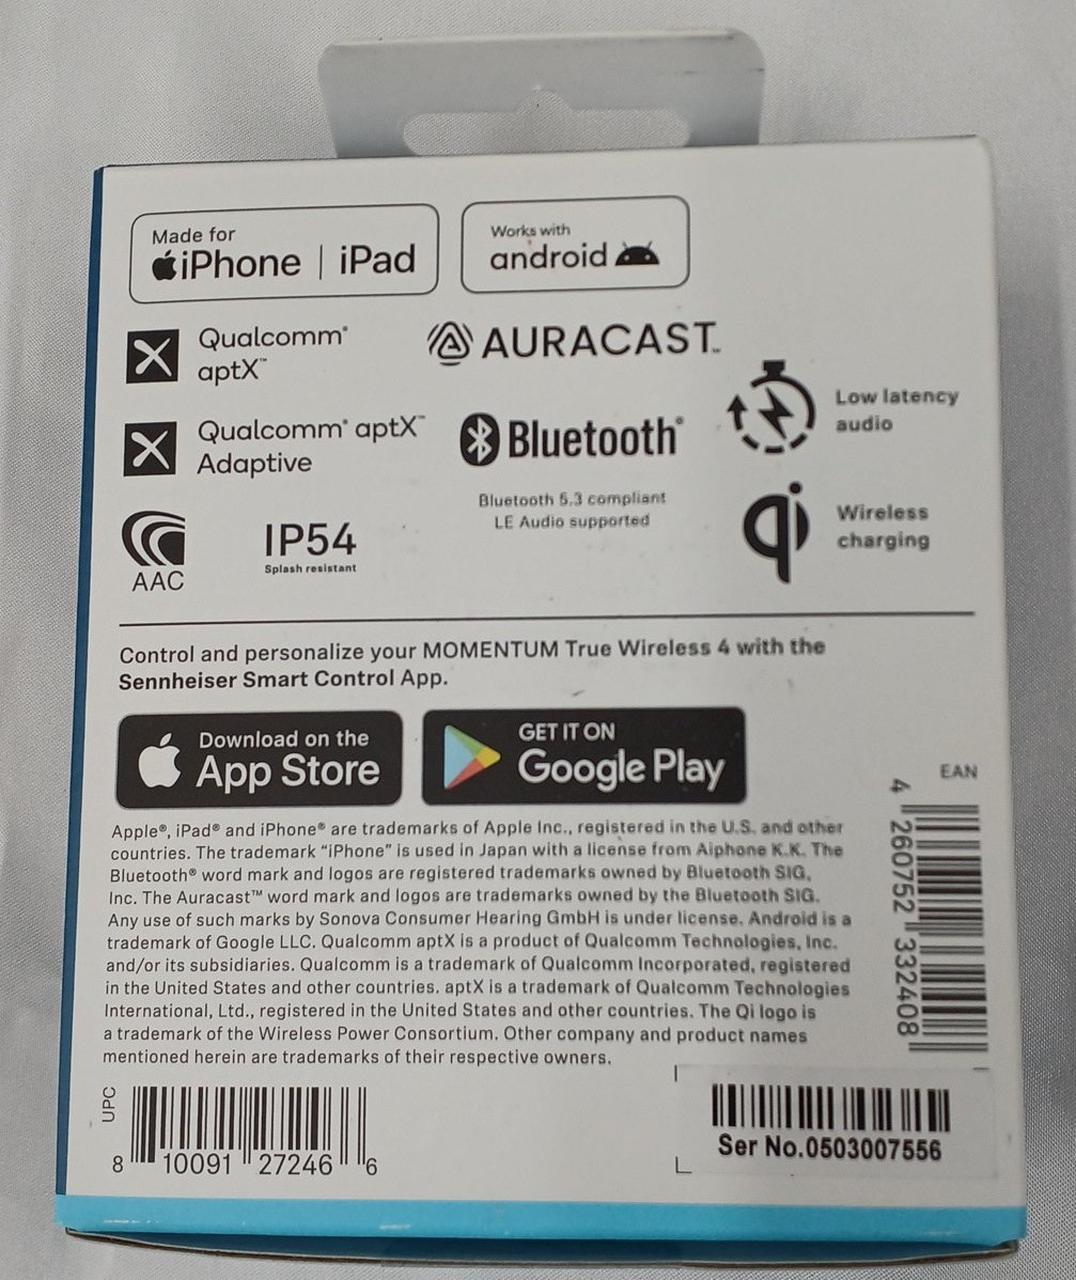 Made for
iPhone | iPad
Works with
android
Qualcomm®
aptX™
AURACAST™
Low latency
audio
Qualcomm® aptX™
Adaptive
Bluetooth®
Bluetooth 5.3 compliant
LE Audio supported
qi
Wireless
charging
AAC
IP54
Splash resistant
Control and personalize your MOMENTUM True Wireless 4 with the
Sennheiser Smart Control App.
Download on the
App Store
GET IT ON
Google Play
Apple®, iPad® and iPhone® are trademarks of Apple Inc., registered in the U.S. and other
countries. The trademark “iPhone” is used in Japan with a license from Aiphone K.K. The
Bluetooth® word mark and logos are registered trademarks owned by Bluetooth SIG,
Inc. The Auracast™ word mark and logos are trademarks owned by the Bluetooth SIG.
Any use of such marks by Sonova Consumer Hearing GmbH is under license. Android is a
trademark of Google LLC. Qualcomm aptX is a product of Qualcomm Technologies, Inc.
and/or its subsidiaries. Qualcomm is a trademark of Qualcomm Incorporated, registered
in the United States and other countries. aptX is a trademark of Qualcomm Technologies
International, Ltd., registered in the United States and other countries. The Qi logo is
a trademark of the Wireless Power Consortium. Other company and product names
mentioned herein are trademarks of their respective owners.
EAN
4 260752 332408
UPC
8 10091 27246 6
Ser No.0503007556